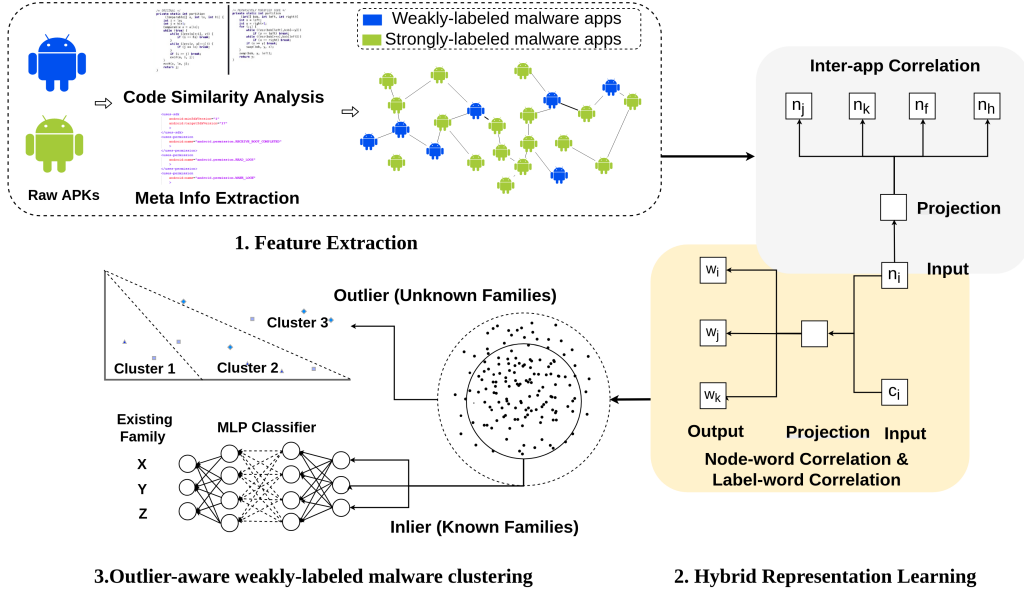 Weakly-labeled malware apps
Strongly-labeled malware apps
Code Similarity Analysis
Raw APKs
Meta Info Extraction
1. Feature Extraction
Inter-app Correlation
nj
nk
nf
nh
Projection
Input
ni
wi
wj
wk
ci
Output
Projection
Input
Node-word Correlation &
Label-word Correlation
2. Hybrid Representation Learning
Outlier (Unknown Families)
Cluster 3
Cluster 1
Cluster 2
Existing
Family
MLP Classifier
X
Y
Z
Inlier (Known Families)
3.Outlier-aware weakly-labeled malware clustering